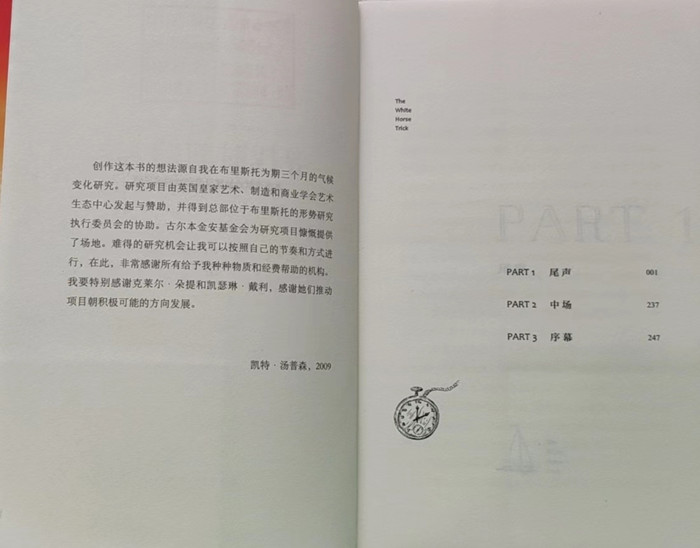 创作这本书的想法源自我在布里斯托为期三个月的气候
变化研究。研究项目由英国皇家艺术、制造和商业学会艺术
生态中心发起与赞助，并得到总部位于布里斯托的形势研究
执行委员会的协助。古尔本金安基金会为研究项目慷慨提供
了场地。难得的研究机会让我可以按照自己的节奏和方式进
行，在此，非常感谢所有给予我种种物质和经费帮助的机构。
我要特别感谢克莱尔·朵提和凯瑟琳·戴利，感谢她们推动
项目朝积极可能的方向发展。
凯特·汤普森，2009
The
White
Horse
Trick
PART 1
PART 1 尾声 001
PART 2 中场 237
PART 3 序幕 247